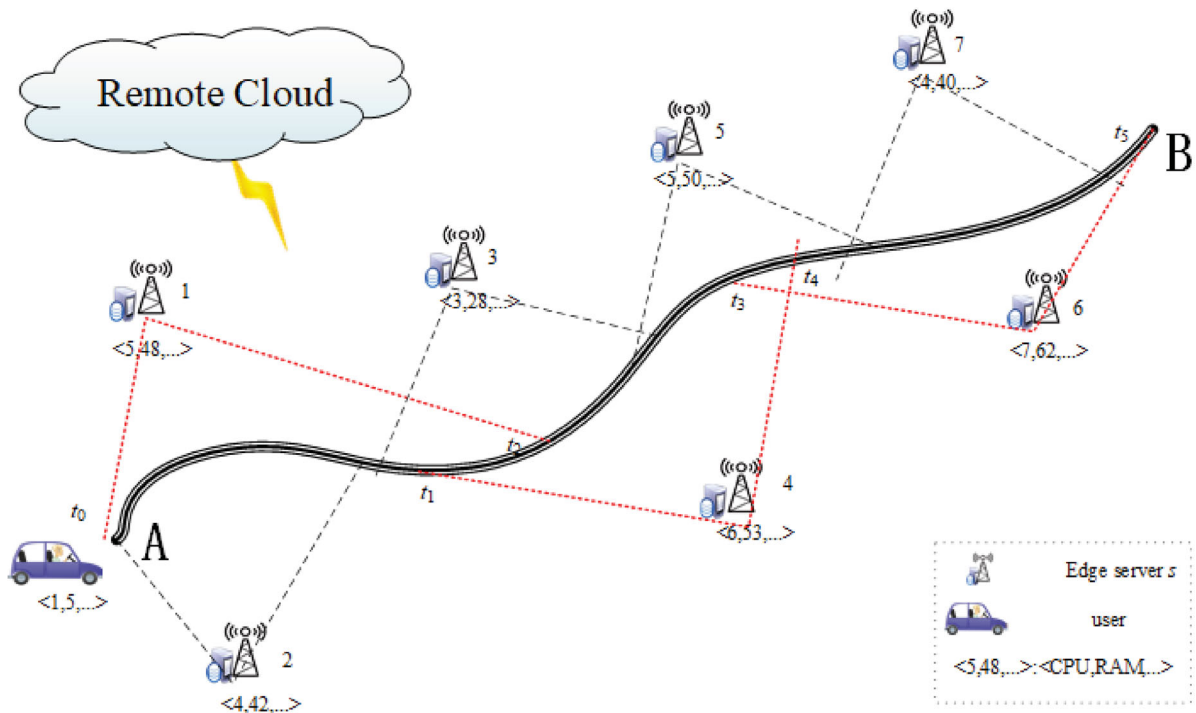 7
Remote Cloud
<4,40,...>
5
t5
B
<5,50,...>
3
1
<3,28,...>
t4
t3
6
<5,48,...>
<7,62,...>
t2
t1
4
t0
A
<6,53,...>
<1,5,...>
2
<4,42,...>
Edge server s
user
<5,48,...>:<CPU,RAM,...>